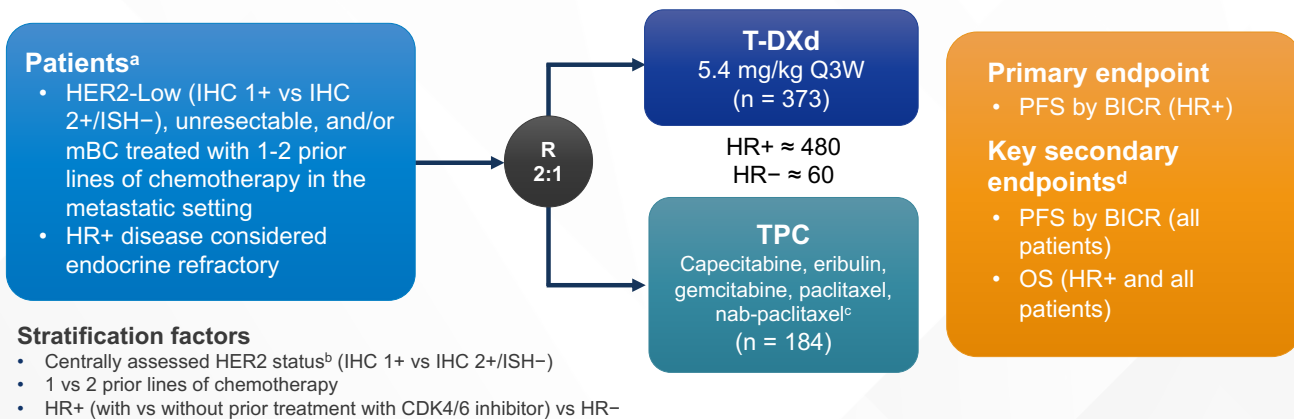 Patientsᵃ
• HER2-Low (IHC 1+ vs IHC
2+/ISH−), unresectable, and/or
mBC treated with 1-2 prior
lines of chemotherapy in the
metastatic setting
• HR+ disease considered
endocrine refractory
R
2:1
T-DXd
5.4 mg/kg Q3W
(n = 373)
HR+ ≈ 480
HR− ≈ 60
TPC
Capecitabine, eribulin,
gemcitabine, paclitaxel,
nab-paclitaxelᶜ
(n = 184)
Primary endpoint
• PFS by BICR (HR+)
Key secondary
endpointsᵈ
• PFS by BICR (all
patients)
• OS (HR+ and all
patients)
Stratification factors
• Centrally assessed HER2 statusᵇ (IHC 1+ vs IHC 2+/ISH−)
• 1 vs 2 prior lines of chemotherapy
• HR+ (with vs without prior treatment with CDK4/6 inhibitor) vs HR−